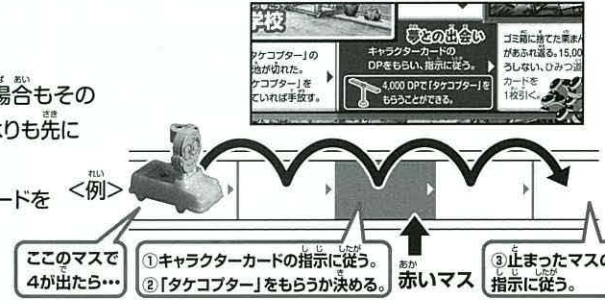 学校
「タケコプター」の
池が切れた。
ケコプター」を
ていれば手放す。
夢との出会い
キャラクターカードの
DPをもらい、指示に従う。
4,000 DPで「タケコプター」を
もらうことができる。
ゴミ箱に捨てた栗まん
があふれ返る。15,00
うしない、ひみつ道
カードを
1枚引く。
場合もその
よりも先に
ードを
<例>
ここのマスで
4が出たら…
①キャラクターカードの指示に従う。
②「タケコプター」をもらうか決める。
赤いマス
③止まったマスの
指示に従う。